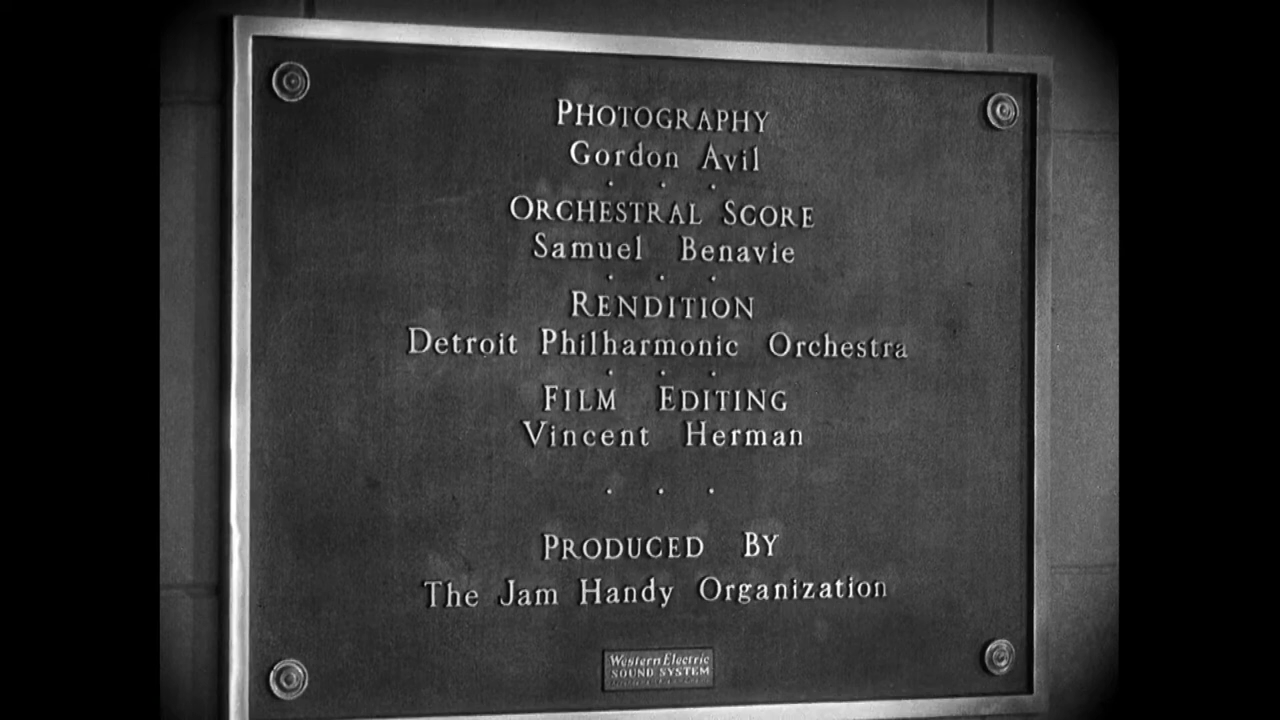 PHOTOGRAPHY
Gordon Avil
. . .
ORCHESTRAL SCORE
Samuel Benavie
. . .
RENDITION
Detroit Philharmonic Orchestra
. . .
FILM EDITING
Vincent Herman
. . .
PRODUCED BY
The Jam Handy Organization
Western Electric
SOUND SYSTEM